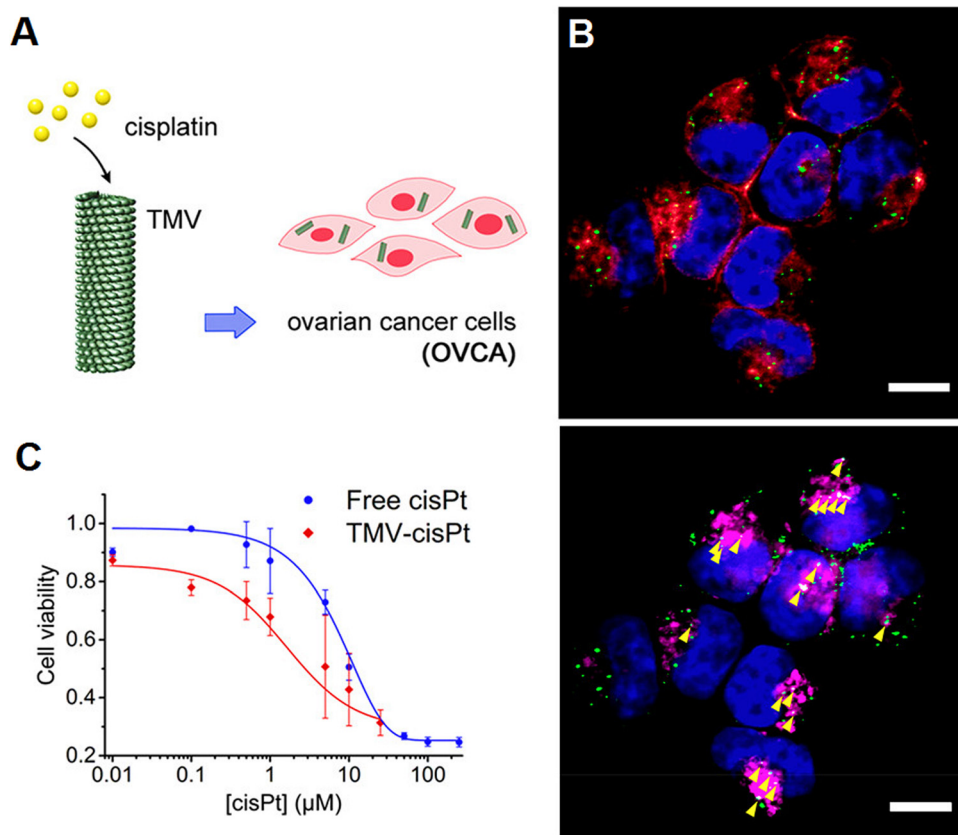 A
cisplatin
TMV
ovarian cancer cells
(OVCA)
B
C
Free cisPt
TMV-cisPt
Cell viability
1.0
0.8
0.6
0.4
0.2
0.01 0.1 1 10 100
[cisPt] (µM)